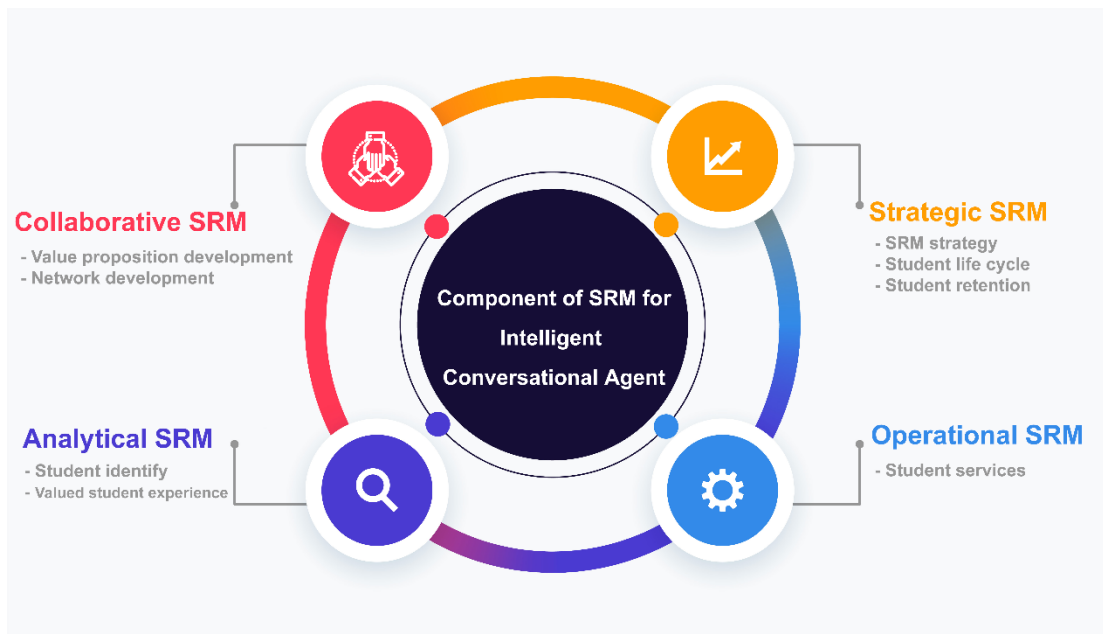 Collaborative SRM
- Value proposition development
- Network development
Strategic SRM
- SRM strategy
- Student life cycle
- Student retention
Component of SRM for
Intelligent
Conversational Agent
Analytical SRM
- Student identify
- Valued student experience
Operational SRM
- Student services